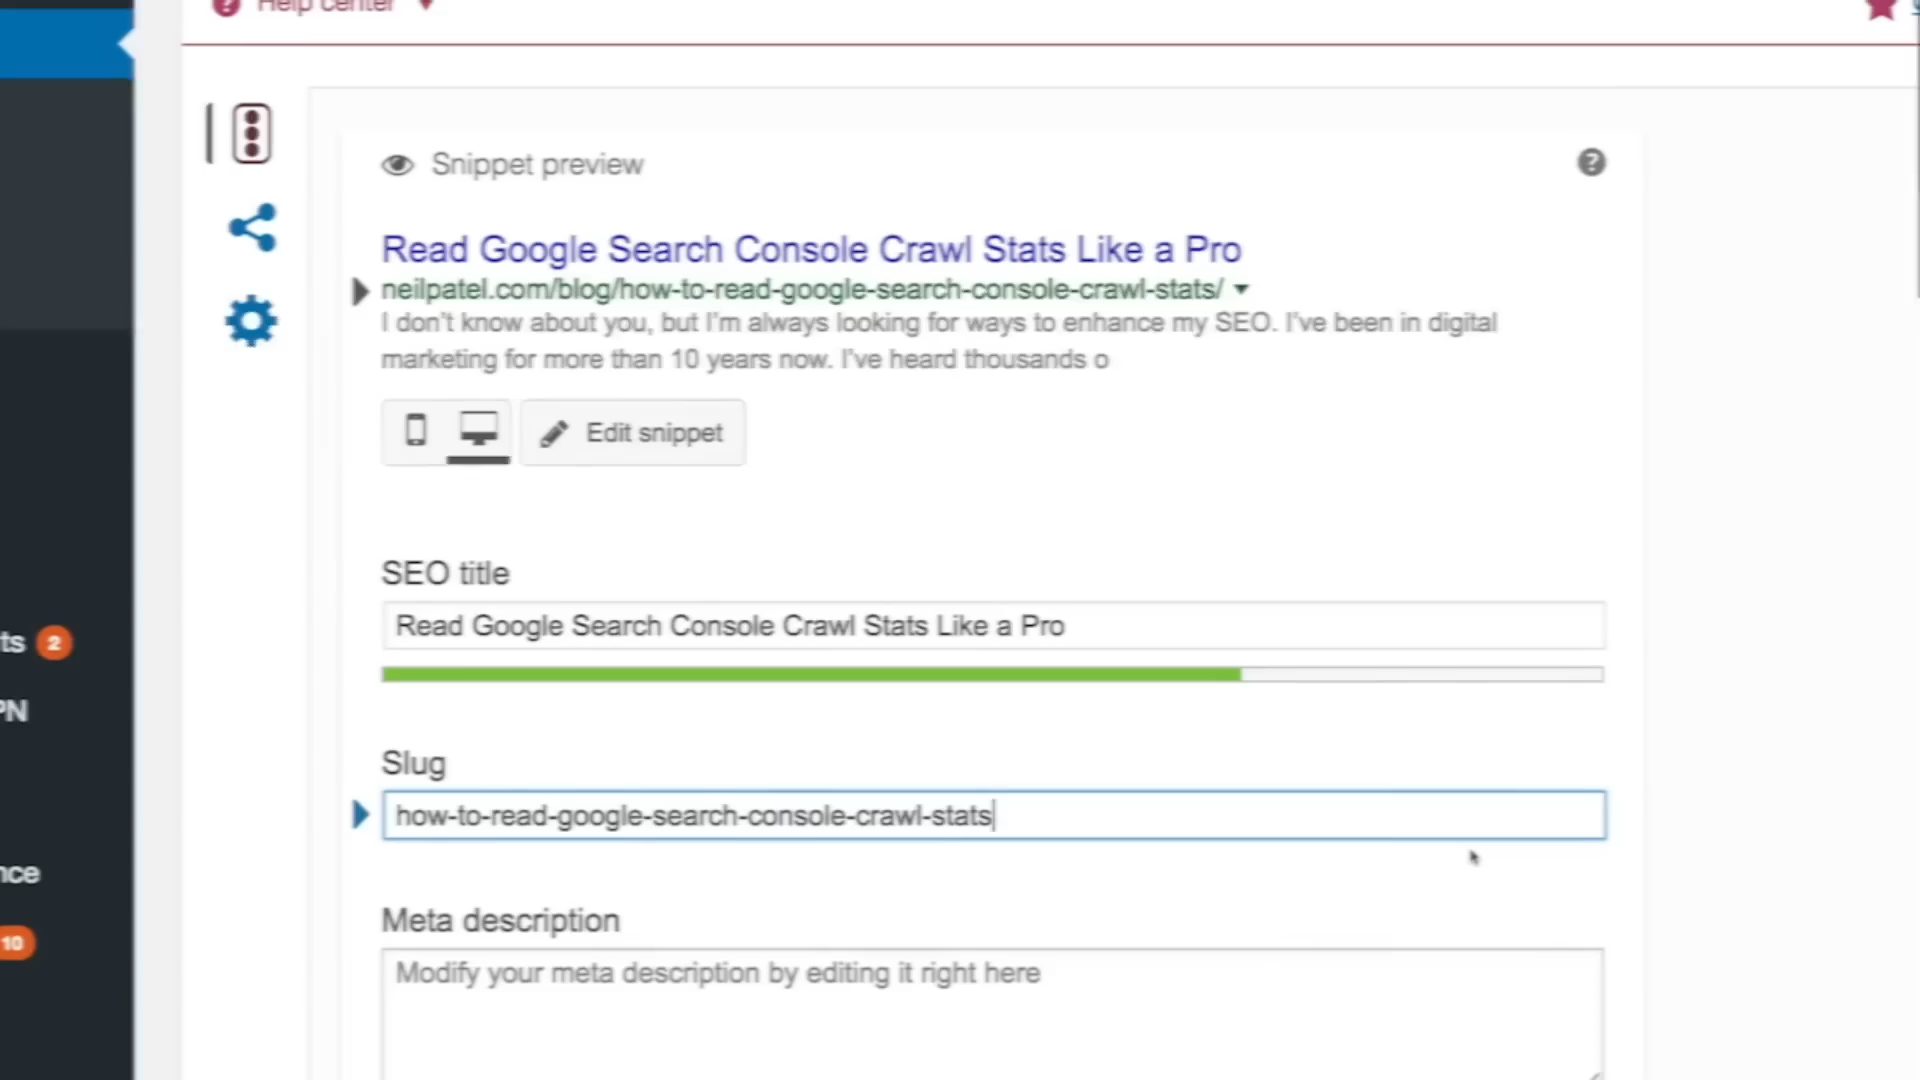 Help center
Snippet preview
Read Google Search Console Crawl Stats Like a Pro
neilpatel.com/blog/how-to-read-google-search-console-crawl-stats/
I don't know about you, but I'm always looking for ways to enhance my SEO. I've been in digital
marketing for more than 10 years now. I've heard thousands o
Edit snippet
SEO title
Read Google Search Console Crawl Stats Like a Pro
ts 2
PN
Slug
how-to-read-google-search-console-crawl-stats
nce
Meta description
10
Modify your meta description by editing it right here